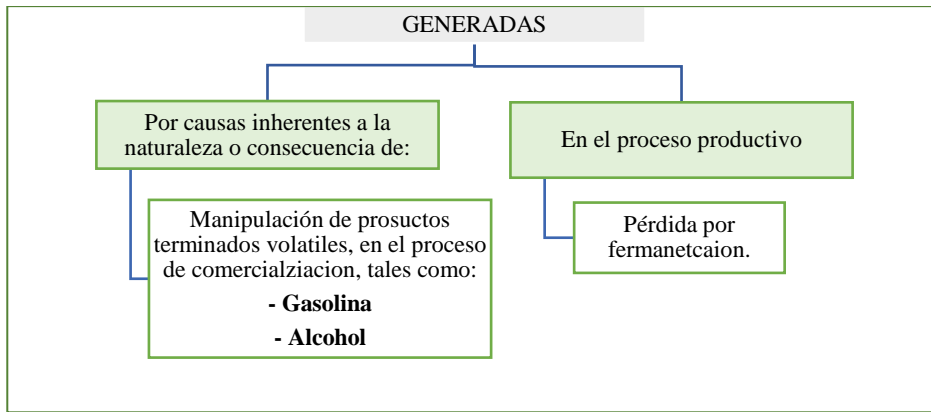 GENERADAS
Por causas inherentes a la
naturaleza o consecuencia de:
Manipulación de prosuctos
terminados volatiles, en el proceso
de comercialziacion, tales como:
- Gasolina
- Alcohol
En el proceso productivo
Pérdida por
fermanetcaion.